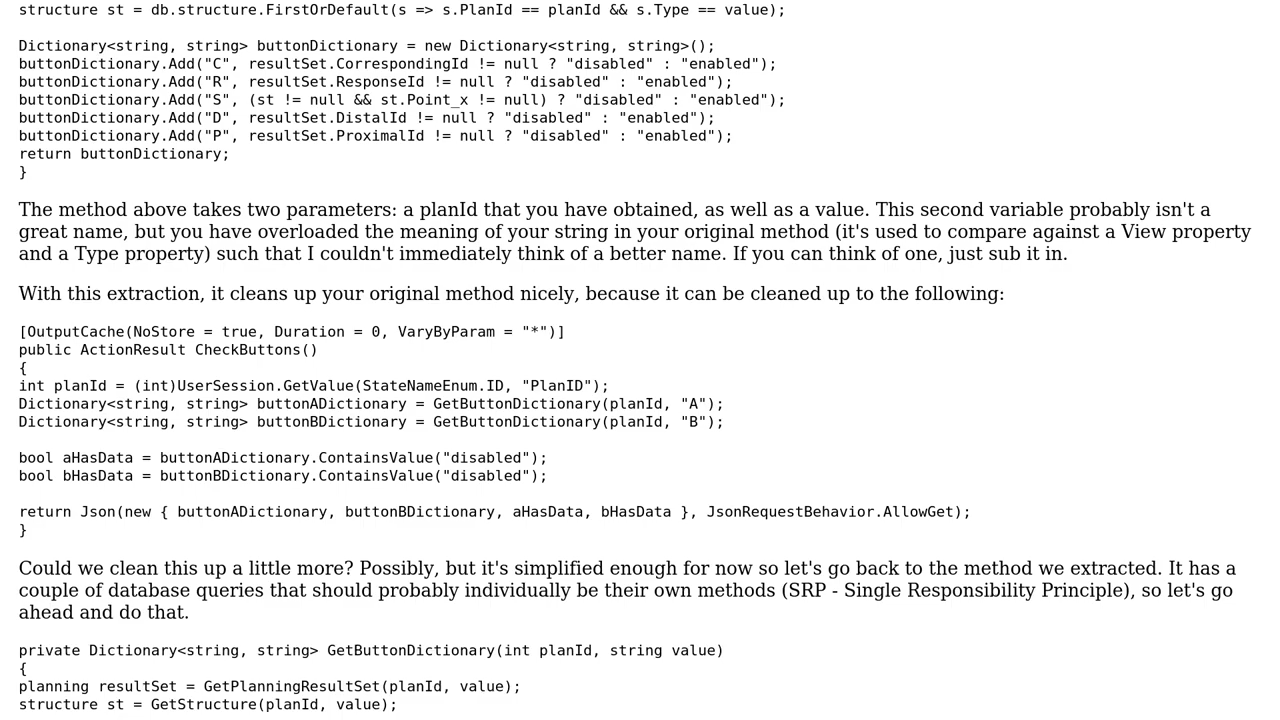 structure st = db.structure.FirstOrDefault(s => s.PlanId == planId && s.Type == value);
Dictionary<string, string> buttonDictionary = new Dictionary<string, string>();
buttonDictionary.Add("C", resultSet.CorrespondingId != null ? "disabled" : "enabled");
buttonDictionary.Add("R", resultSet.ResponseId != null ? "disabled" : "enabled");
buttonDictionary.Add("S", (st != null && st.Point_x != null) ? "disabled" : "enabled");
buttonDictionary.Add("D", resultSet.DistalId != null ? "disabled" : "enabled");
buttonDictionary.Add("P", resultSet.ProximalId != null ? "disabled" : "enabled");
return buttonDictionary;
}
The method above takes two parameters: a planId that you have obtained, as well as a value. This second variable probably isn't a
great name, but you have overloaded the meaning of your string in your original method (it's used to compare against a View property
and a Type property) such that I couldn't immediately think of a better name. If you can think of one, just sub it in.
With this extraction, it cleans up your original method nicely, because it can be cleaned up to the following:
[OutputCache(NoStore = true, Duration = 0, VaryByParam = "*")]
public ActionResult CheckButtons()
{
int planId = (int)UserSession.GetValue(StateNameEnum.ID, "PlanID");
Dictionary<string, string> buttonADictionary = GetButtonDictionary(planId, "A");
Dictionary<string, string> buttonBDictionary = GetButtonDictionary(planId, "B");
bool aHasData = buttonADictionary.ContainsValue("disabled");
bool bHasData = buttonBDictionary.ContainsValue("disabled");
return Json(new { buttonADictionary, buttonBDictionary, aHasData, bHasData }, JsonRequestBehavior.AllowGet);
}
Could we clean this up a little more? Possibly, but it's simplified enough for now so let's go back to the method we extracted. It has a
couple of database queries that should probably individually be their own methods (SRP - Single Responsibility Principle), so let's go
ahead and do that.
private Dictionary<string, string> GetButtonDictionary(int planId, string value)
{
planning resultSet = GetPlanningResultSet(planId, value);
structure st = GetStructure(planId, value);